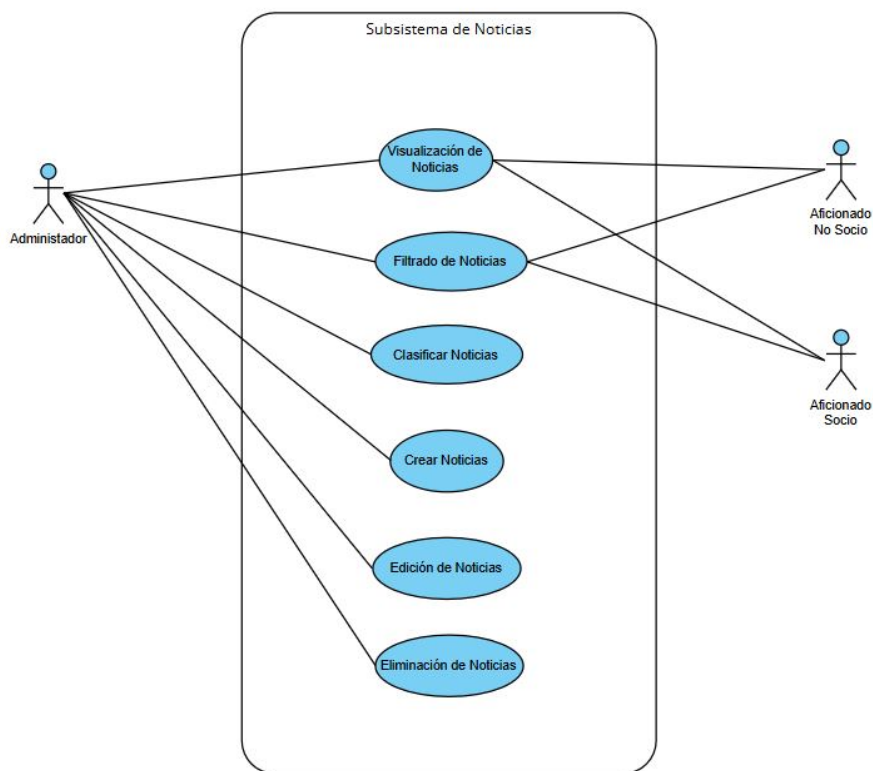 Subsistema de Noticias
Visualización de
Noticias
Administador
Aficionado
No Socio
Filtrado de Noticias
Clasificar Noticias
Aficionado
Socio
Crear Noticias
Edición de Noticias
Eliminación de Noticias